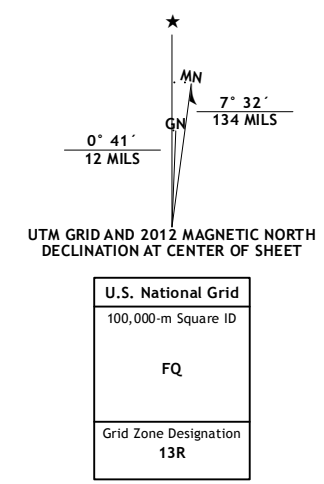 ★
MN
7° 32´
134 MILS
GN
0° 41´
12 MILS
UTM GRID AND 2012 MAGNETIC NORTH
DECLINATION AT CENTER OF SHEET
U.S. National Grid
100,000-m Square ID
FQ
Grid Zone Designation
13R